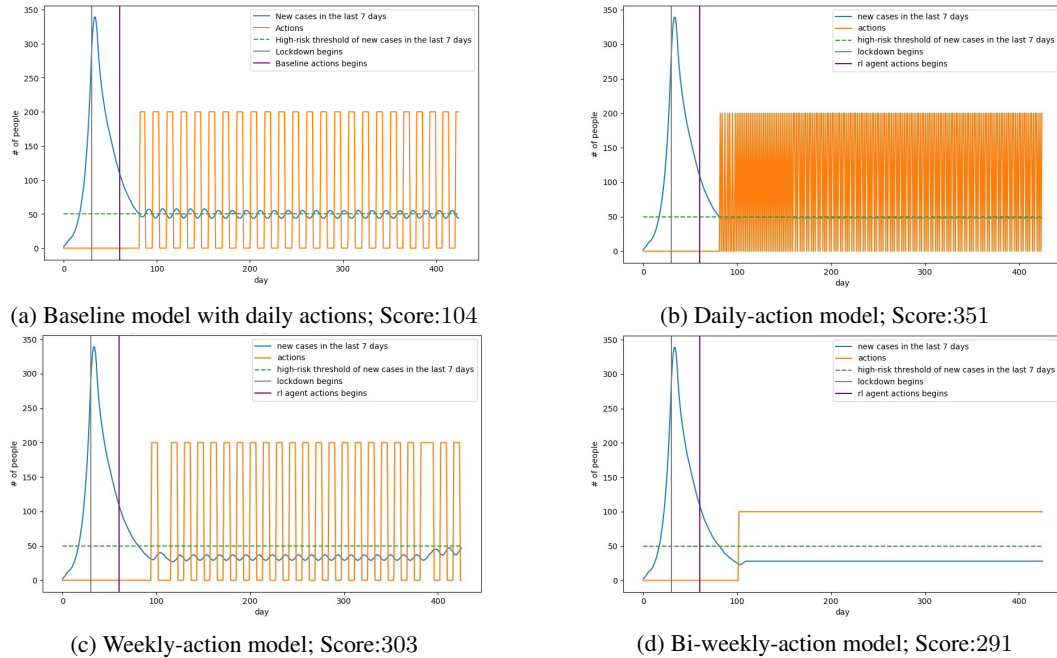 350
300
250
200
150
100
50
0
# of people
0
100
200
300
400
day
New cases in the last 7 days
Actions
High-risk threshold of new cases in the last 7 days
Lockdown begins
Baseline actions begins
(a) Baseline model with daily actions; Score:104
350
300
250
200
150
100
50
0
# of people
0
100
200
300
400
day
new cases in the last 7 days
actions
high-risk threshold of new cases in the last 7 days
lockdown begins
rl agent actions begins
(b) Daily-action model; Score:351
350
300
250
200
150
100
50
0
# of people
0
100
200
300
400
day
new cases in the last 7 days
actions
high-risk threshold of new cases in the last 7 days
lockdown begins
rl agent actions begins
(c) Weekly-action model; Score:303
350
300
250
200
150
100
50
0
# of people
0
100
200
300
400
day
new cases in the last 7 days
actions
high-risk threshold of new cases in the last 7 days
lockdown begins
rl agent actions begins
(d) Bi-weekly-action model; Score:291